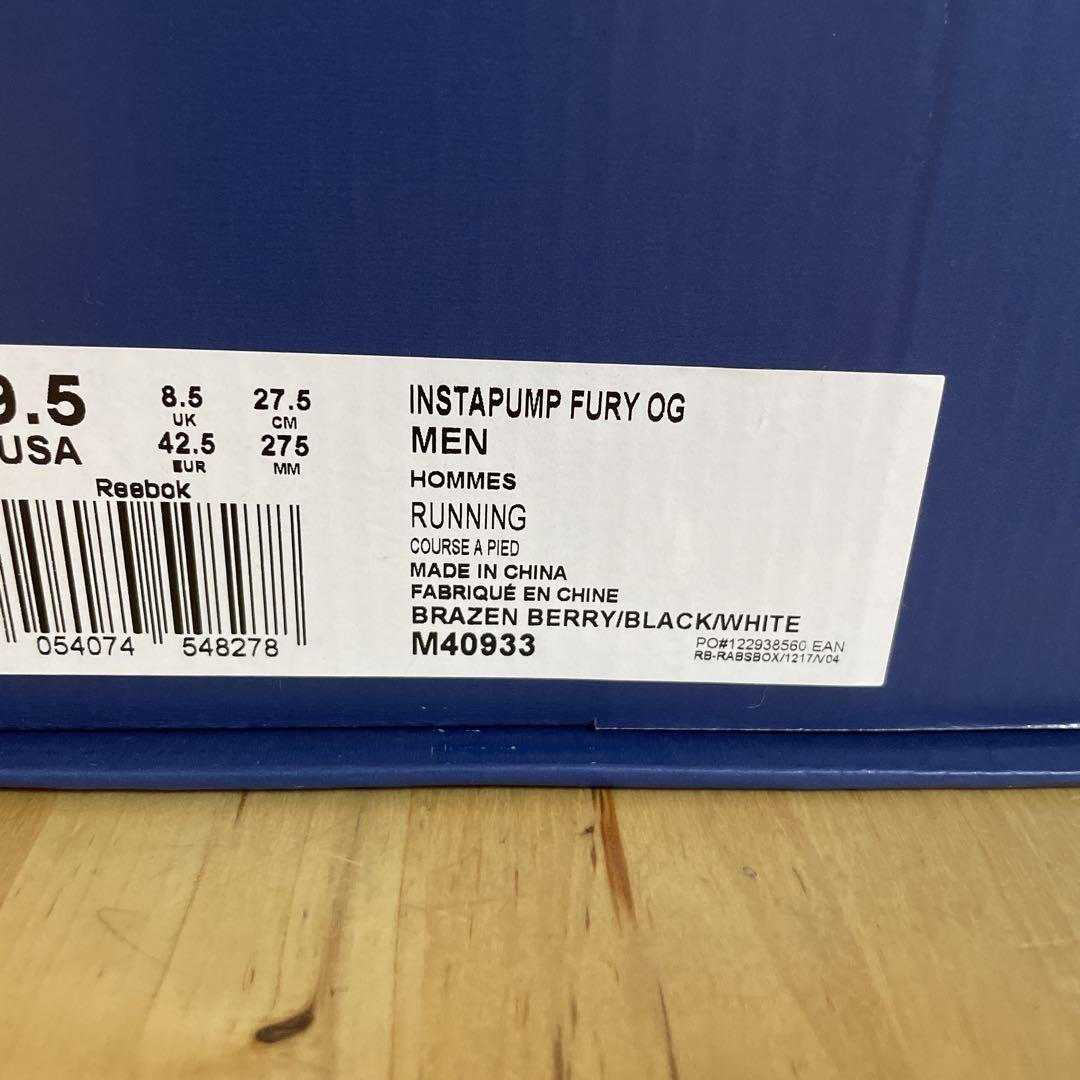 9.5
USA
8.5
UK
42.5
EUR
27.5
CM
275
MM
Reebok
054074 548278
INSTAPUMP FURY OG
MEN
HOMMES
RUNNING
COURSE A PIED
MADE IN CHINA
FABRIQUÉ EN CHINE
BRAZEN BERRY/BLACK/WHITE
M40933
PO#122938560 EAN
RB-RABSBOX/1217/V04